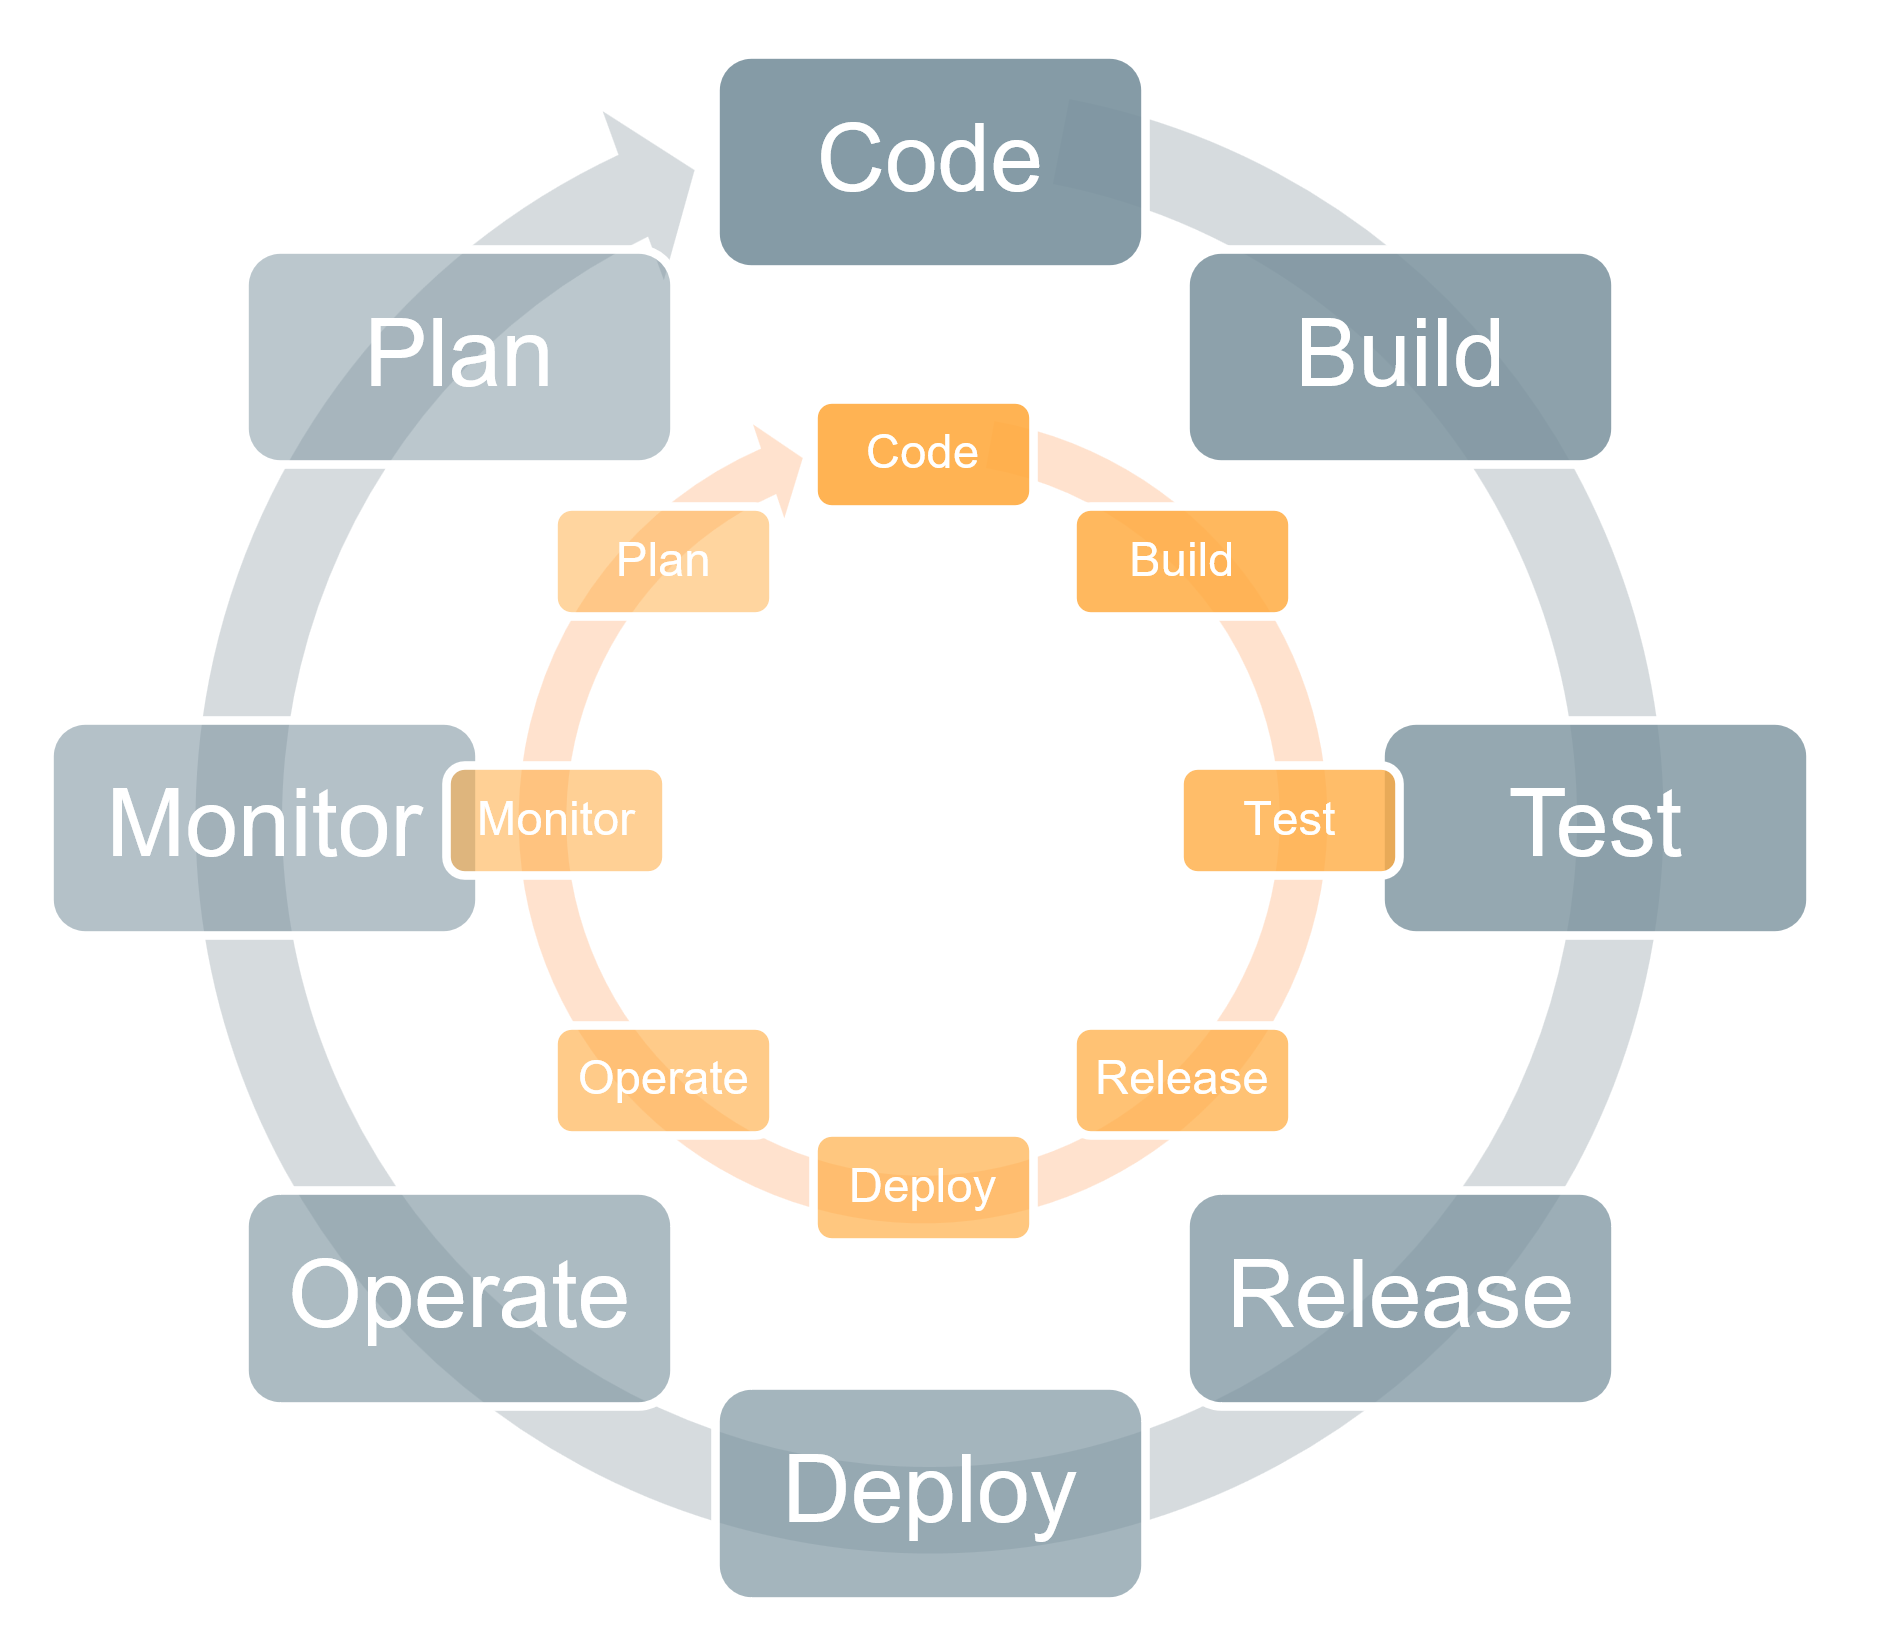 Code
Build
Test
Release
Deploy
Operate
Monitor
Plan
Code
Build
Test
Release
Deploy
Operate
Monitor
Plan